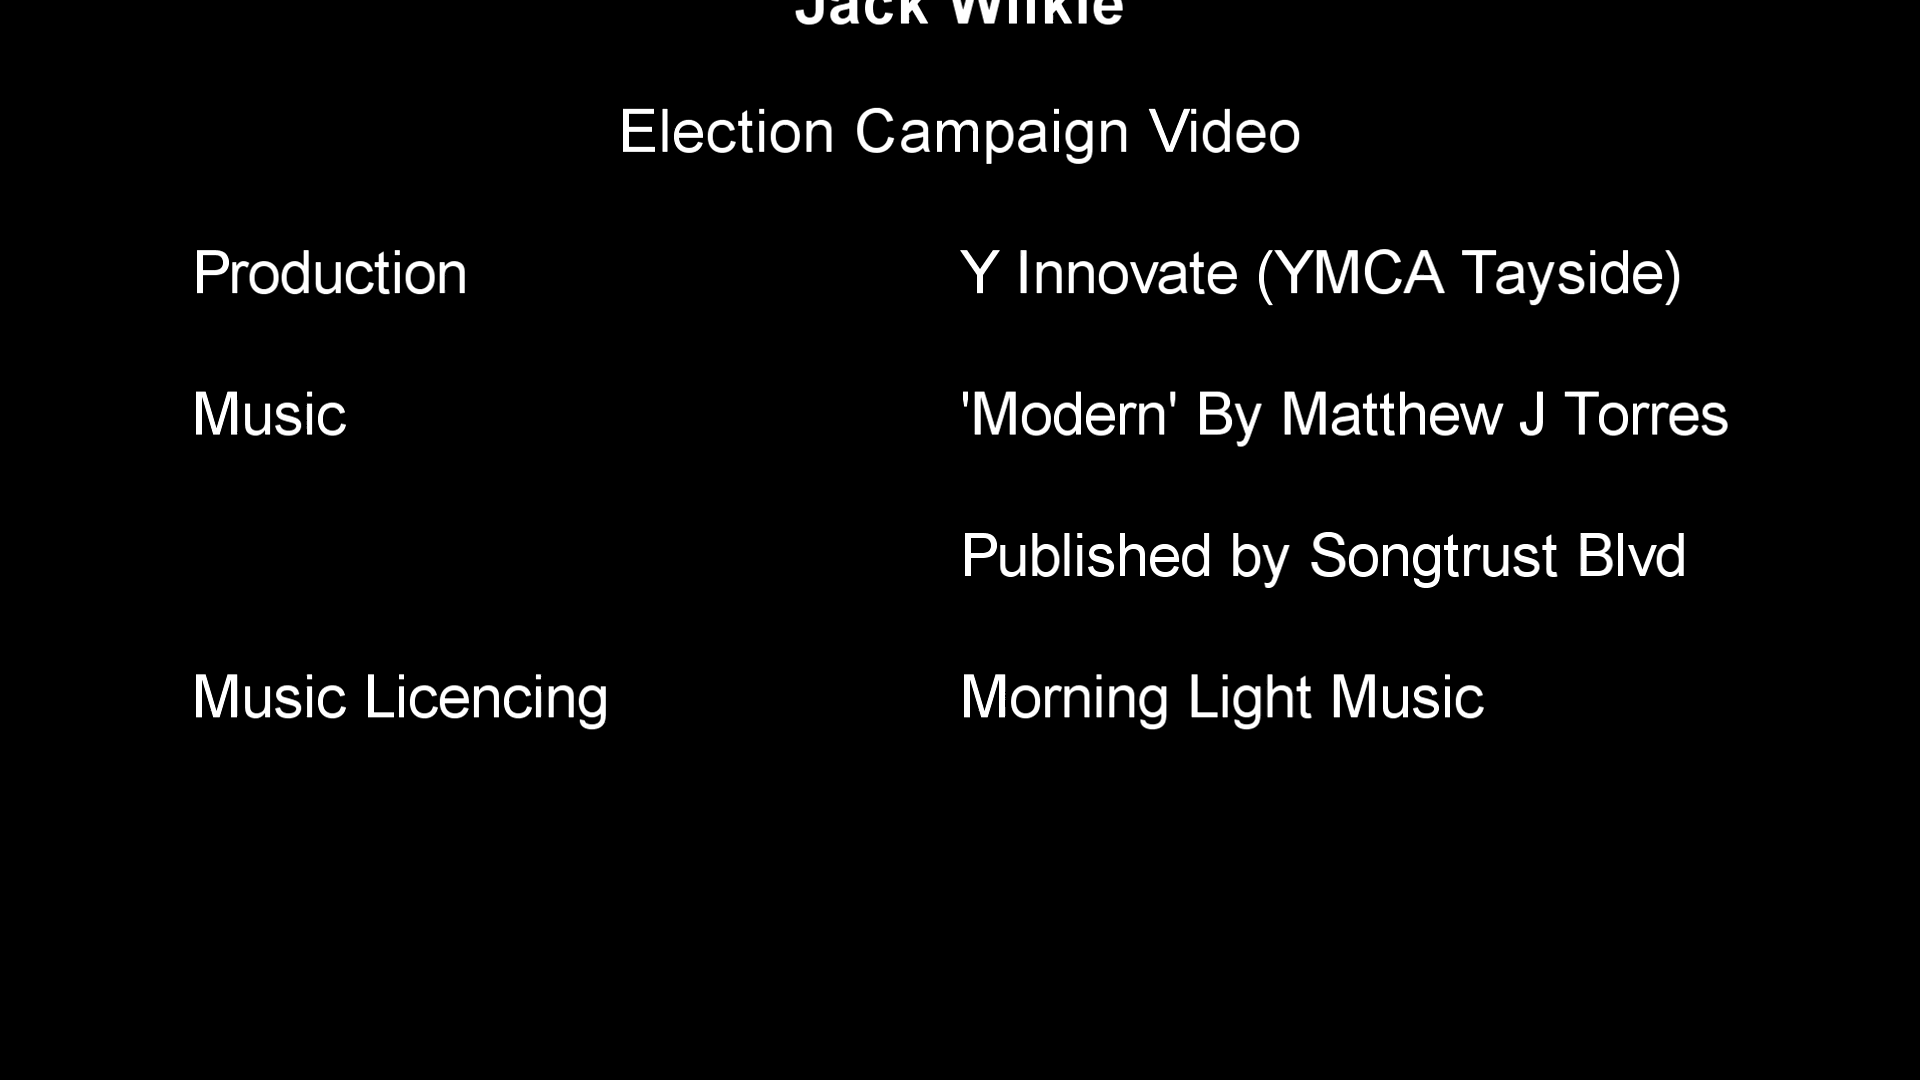 Jack Wilkie
Election Campaign Video
Production Y Innovate (YMCA Tayside)
Music 'Modern' By Matthew J Torres
Published by Songtrust Blvd
Music Licencing Morning Light Music